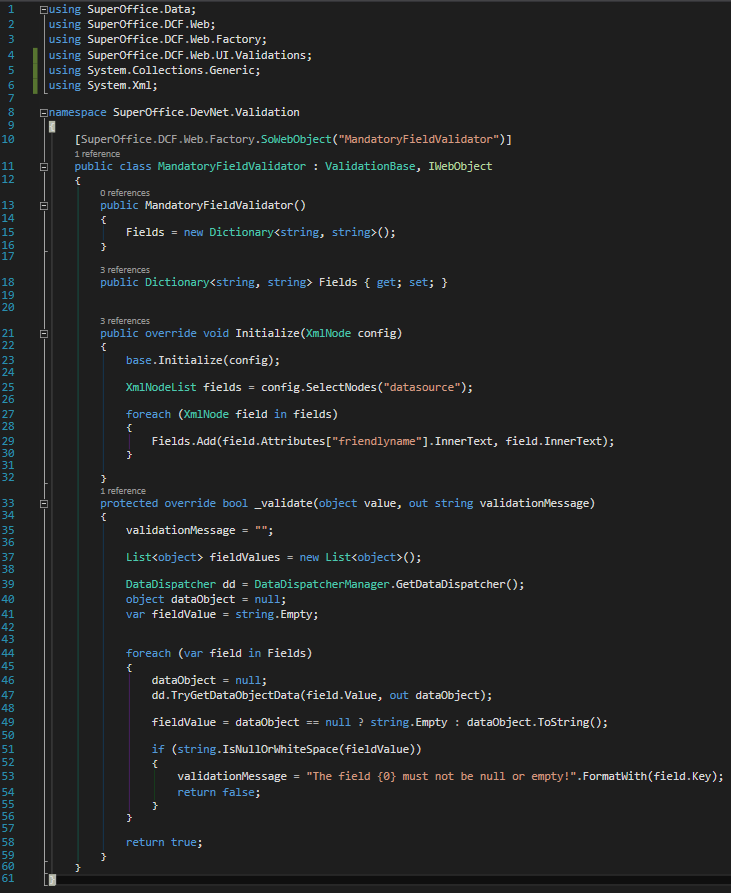 1 using SuperOffice.Data;
2 using SuperOffice.DCF.Web;
3 using SuperOffice.DCF.Web.Factory;
4 using SuperOffice.DCF.Web.UI.Validations;
5 using System.Collections.Generic;
6 using System.Xml;
7
8 namespace SuperOffice.DevNet.Validation
9 {
10 [SuperOffice.DCF.Web.Factory.SoWebObject("MandatoryFieldValidator")]
1 reference
11 public class MandatoryFieldValidator : ValidationBase, IWebObject
12 {
0 references
13 public MandatoryFieldValidator()
14 {
15 Fields = new Dictionary<string, string>();
16 }
17
3 references
18 public Dictionary<string, string> Fields { get; set; }
19
20
3 references
21 public override void Initialize(XmlNode config)
22 {
23 base.Initialize(config);
24
25 XmlNodeList fields = config.SelectNodes("datasource");
26
27 foreach (XmlNode field in fields)
28 {
29 Fields.Add(field.Attributes["friendlyname"].InnerText, field.InnerText);
30 }
31
32 }
1 reference
33 protected override bool _validate(object value, out string validationMessage)
34 {
35 validationMessage = "";
36
37 List<object> fieldValues = new List<object>();
38
39 DataDispatcher dd = DataDispatcherManager.GetDataDispatcher();
40 object dataObject = null;
41 var fieldValue = string.Empty;
42
43
44 foreach (var field in Fields)
45 {
46 dataObject = null;
47 dd.TryGetDataObjectData(field.Value, out dataObject);
48
49 fieldValue = dataObject == null ? string.Empty : dataObject.ToString();
50
51 if (string.IsNullOrWhiteSpace(fieldValue))
52 {
53 validationMessage = "The field {0} must not be null or empty!".FormatWith(field.Key);
54 return false;
55 }
56 }
57
58 return true;
59 }
60 }
61 }